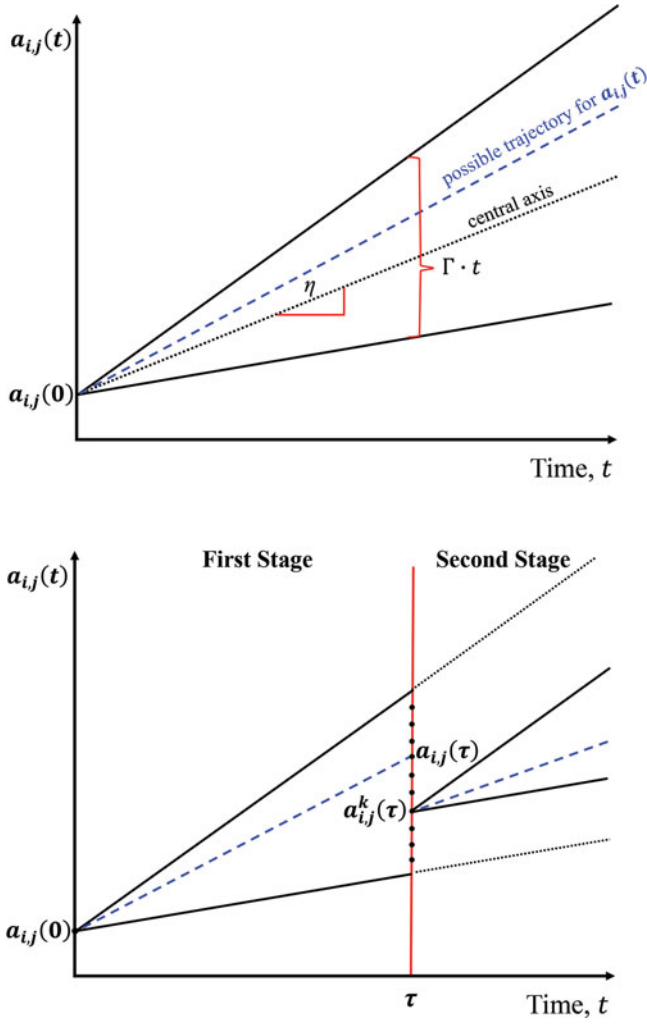 a_{i,j}(t)
possible trajectory for a_{i,j}(t)
central axis
Γ · t
η
a_{i,j}(0)
Time, t
First Stage Second Stage
a_{i,j}(t)
a_{i,j}(τ)
a^k_{i,j}(τ)
a_{i,j}(0)
τ
Time, t